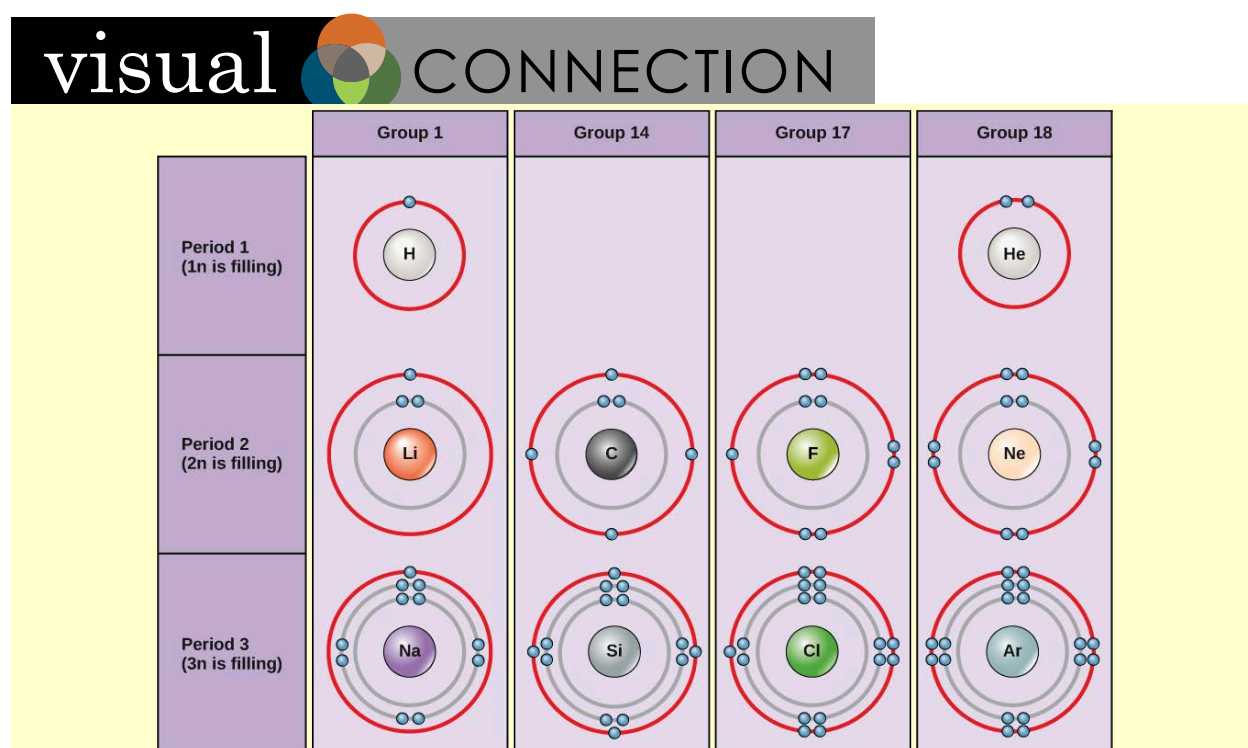 visual CONNECTION
Group 1 Group 14 Group 17 Group 18
Period 1
(1n is filling)
H He
Period 2
(2n is filling)
Li C F Ne
Period 3
(3n is filling)
Na Si Cl Ar